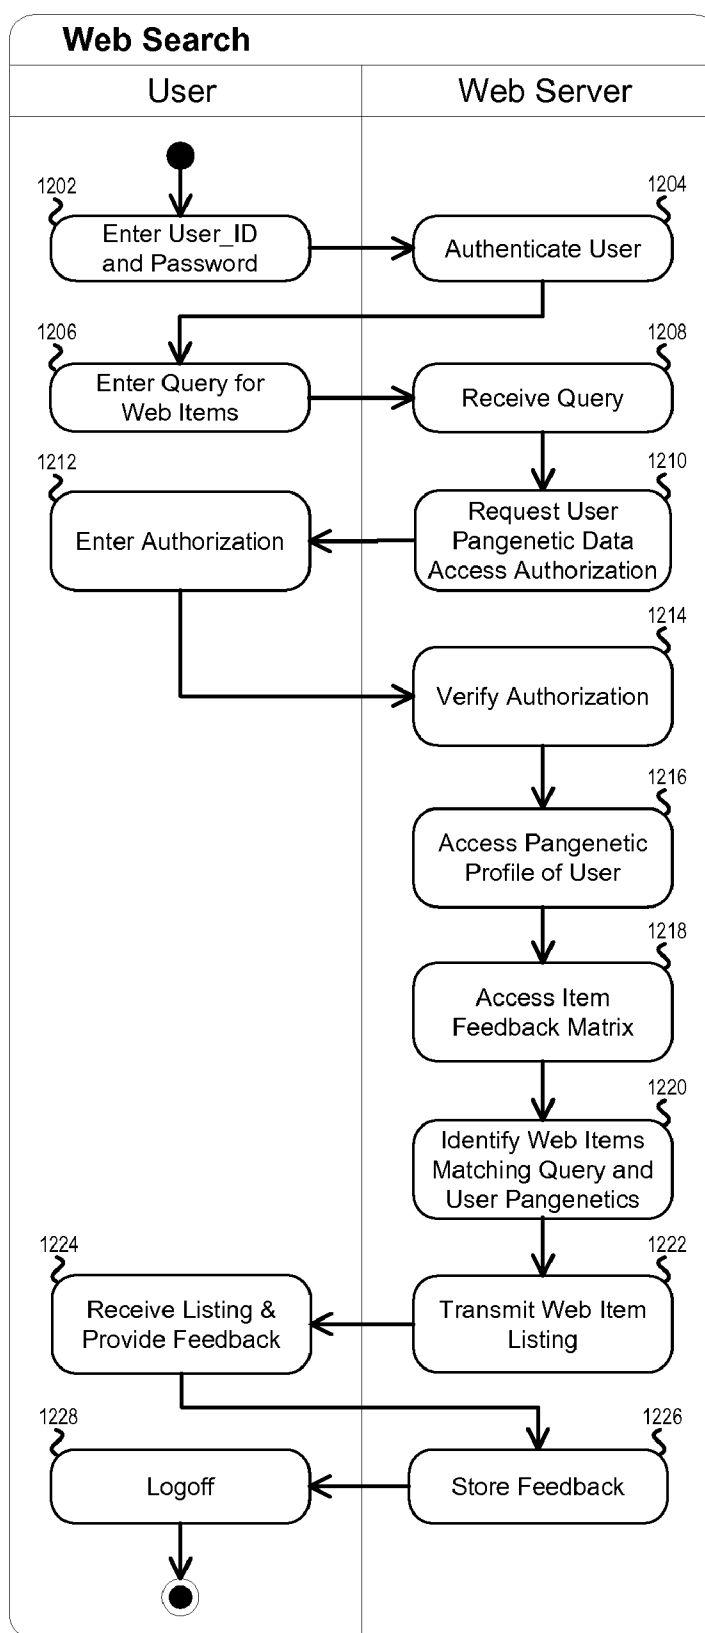 Web Search
User
Web Server
1202
Enter User_ID
and Password
1204
Authenticate User
1206
Enter Query for
Web Items
1208
Receive Query
1210
Request User
Pangenetic Data
Access Authorization
1212
Enter Authorization
1214
Verify Authorization
1216
Access Pangenetic
Profile of User
1218
Access Item
Feedback Matrix
1220
Identify Web Items
Matching Query and
User Pangenetics
1222
Transmit Web Item
Listing
1224
Receive Listing &
Provide Feedback
1226
Store Feedback
1228
Logoff